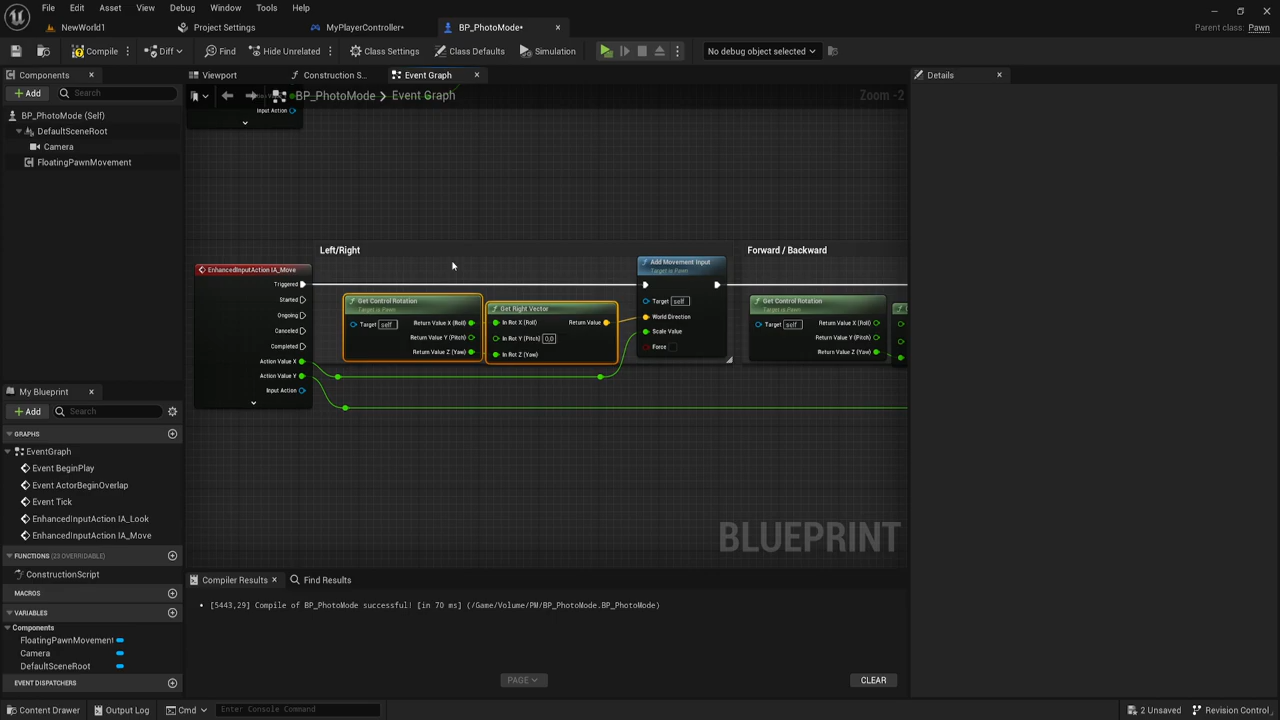 File Edit Asset View Debug Window Tools Help
NewWorld1 Project Settings MyPlayerController* BP_PhotoMode*
Parent class: Pawn
Compile Diff Find Hide Unrelated Class Settings Class Defaults Simulation No debug object selected
Components Viewport Construction S... Event Graph Details
+ Add Search
BP_PhotoMode > Event Graph Zoom -2
BP_PhotoMode (Self)
DefaultSceneRoot
Camera
FloatingPawnMovement
Input Action
Left/Right Forward / Backward
EnhancedInputAction IA_Move
Triggered
Started
Ongoing
Canceled
Completed
Action Value X
Action Value Y
Input Action
Get Control Rotation
Target is Pawn
Target self
Return Value X (Roll)
Return Value Y (Pitch)
Return Value Z (Yaw)
Get Right Vector
In Rot X (Roll) Return Value
In Rot Y (Pitch) 0,0
In Rot Z (Yaw)
Add Movement Input
Target is Pawn
Target self
World Direction
Scale Value
Force
Get Control Rotation
Target is Pawn
Target self
Return Value X (Roll)
Return Value Y (Pitch)
Return Value Z (Yaw)
BLUEPRINT
My Blueprint
+ Add Search
GRAPHS
EventGraph
Event BeginPlay
Event ActorBeginOverlap
Event Tick
EnhancedInputAction IA_Look
EnhancedInputAction IA_Move
FUNCTIONS (23 OVERRIDABLE)
ConstructionScript
MACROS
VARIABLES
Components
FloatingPawnMovement
Camera
DefaultSceneRoot
EVENT DISPATCHERS
Compiler Results Find Results
[5443,29] Compile of BP_PhotoMode successful! [in 70 ms] (/Game/Volume/PM/BP_PhotoMode.BP_PhotoMode)
PAGE CLEAR
Content Drawer Output Log Cmd Enter Console Command 2 Unsaved Revision Control